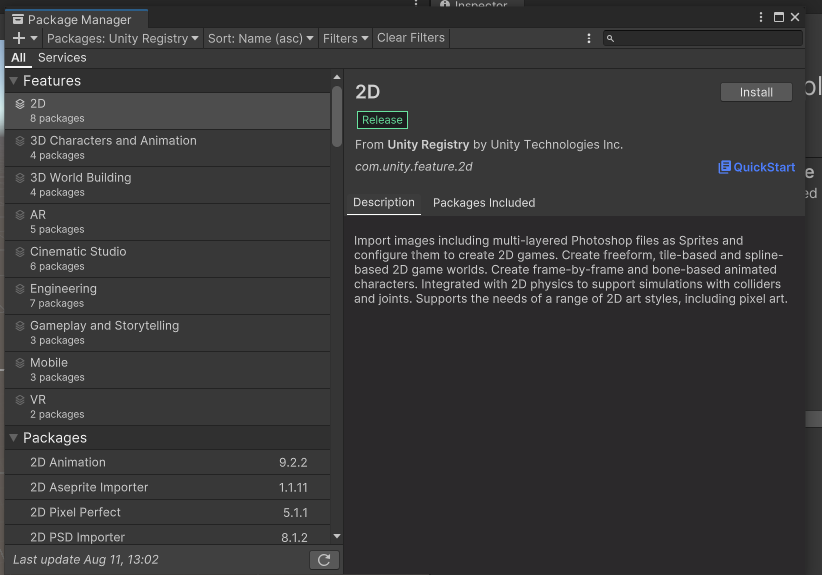 Inspector
Package Manager
Packages: Unity Registry
Sort: Name (asc)
Filters
Clear Filters
All
Services
Features
2D
8 packages
3D Characters and Animation
4 packages
3D World Building
4 packages
AR
5 packages
Cinematic Studio
6 packages
Engineering
7 packages
Gameplay and Storytelling
3 packages
Mobile
3 packages
VR
2 packages
Packages
2D Animation 9.2.2
2D Aseprite Importer 1.1.11
2D Pixel Perfect 5.1.1
2D PSD Importer 8.1.2
Last update Aug 11, 13:02
2D
Install
Release
From Unity Registry by Unity Technologies Inc.
com.unity.feature.2d
QuickStart
Description
Packages Included
Import images including multi-layered Photoshop files as Sprites and
configure them to create 2D games. Create freeform, tile-based and spline-
based 2D game worlds. Create frame-by-frame and bone-based animated
characters. Integrated with 2D physics to support simulations with colliders
and joints. Supports the needs of a range of 2D art styles, including pixel art.